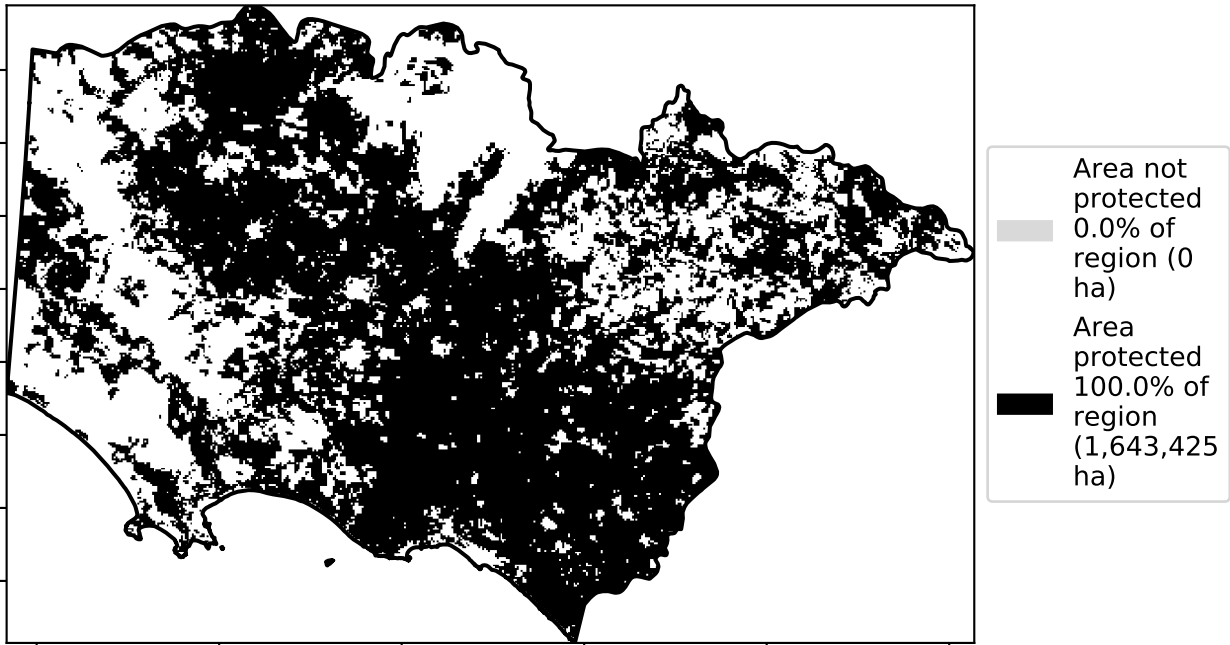 Area not
protected
0.0% of
region (0
ha)
Area
protected
100.0% of
region
(1,643,425
ha)